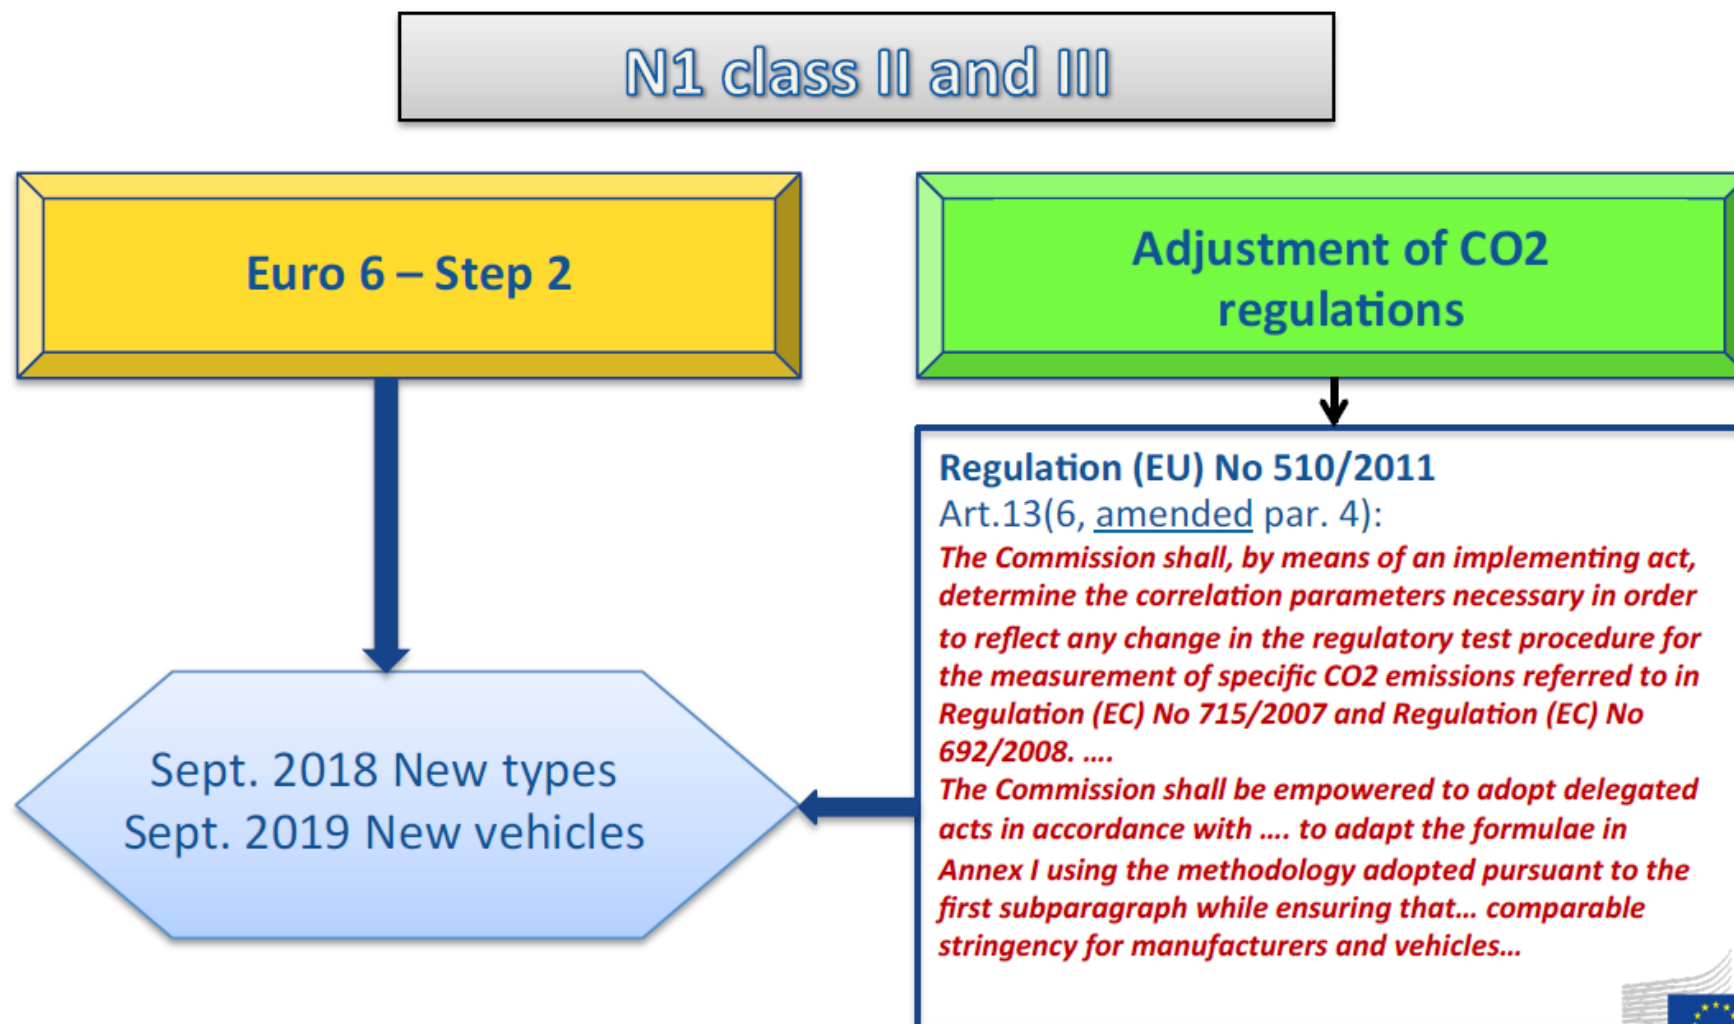 N1 class II and III
Euro 6 – Step 2
Adjustment of CO2
regulations
Regulation (EU) No 510/2011
Art.13(6, amended par. 4):
The Commission shall, by means of an implementing act,
determine the correlation parameters necessary in order
to reflect any change in the regulatory test procedure for
the measurement of specific CO2 emissions referred to in
Regulation (EC) No 715/2007 and Regulation (EC) No
692/2008. ....
The Commission shall be empowered to adopt delegated
acts in accordance with .... to adapt the formulae in
Annex I using the methodology adopted pursuant to the
first subparagraph while ensuring that... comparable
stringency for manufacturers and vehicles...
Sept. 2018 New types
Sept. 2019 New vehicles